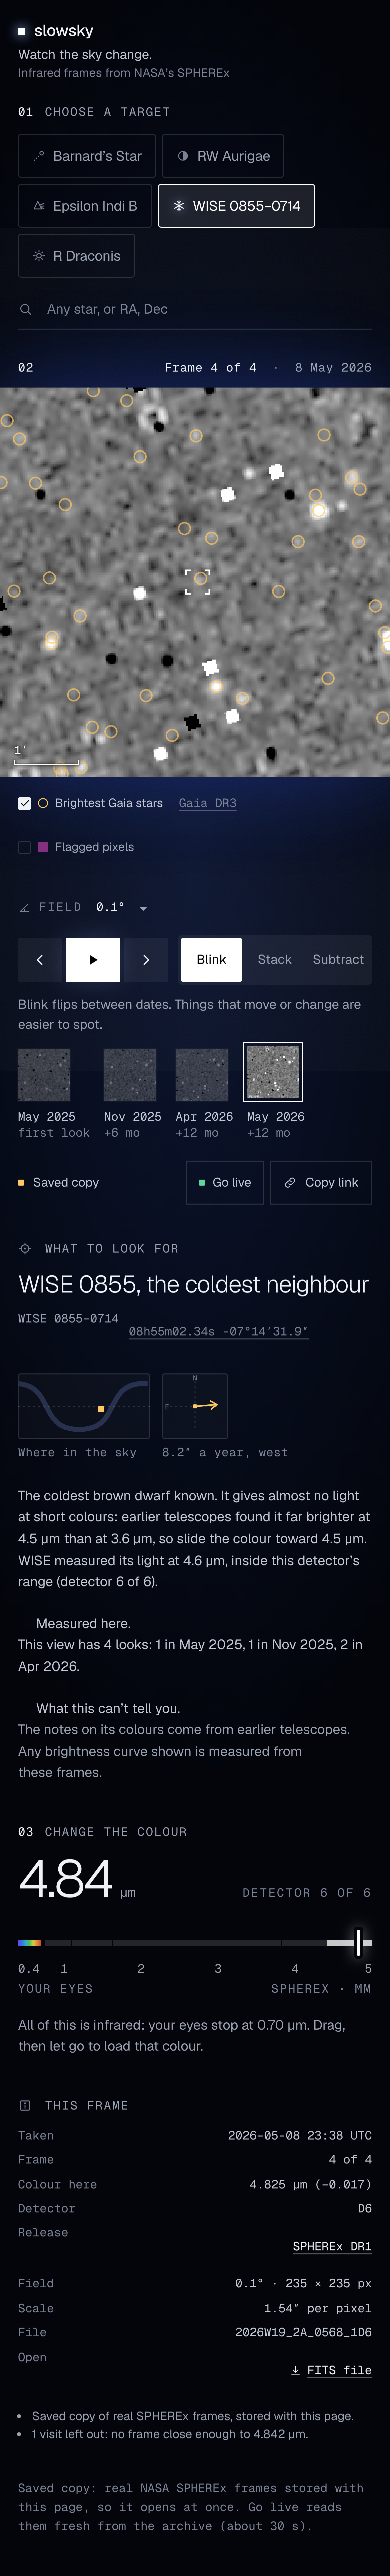 slowsky
Watch the sky change.
Infrared frames from NASA's SPHEREx
01 CHOOSE A TARGET
Barnard's Star
RW Aurigae
Epsilon Indi B
WISE 0855–0714
R Draconis
Any star, or RA, Dec
02
Frame 4 of 4 · 8 May 2026
1′
Brightest Gaia stars
Gaia DR3
Flagged pixels
FIELD 0.1°
Blink
Stack
Subtract
Blink flips between dates. Things that move or change are
easier to spot.
May 2025
Nov 2025
Apr 2026
May 2026
first look
+6 mo
+12 mo
+12 mo
Saved copy
Go live
Copy link
WHAT TO LOOK FOR
WISE 0855, the coldest neighbour
WISE 0855–0714
08h55m02.34s -07°14′31.9″
N
E
Where in the sky
8.2″ a year, west
The coldest brown dwarf known. It gives almost no light
at short colours: earlier telescopes found it far brighter at
4.5 µm than at 3.6 µm, so slide the colour toward 4.5 µm.
WISE measured its light at 4.6 µm, inside this detector's
range (detector 6 of 6).
Measured here.
This view has 4 looks: 1 in May 2025, 1 in Nov 2025, 2 in
Apr 2026.
What this can't tell you.
The notes on its colours come from earlier telescopes.
Any brightness curve shown is measured from
these frames.
03 CHANGE THE COLOUR
4.84 µm
DETECTOR 6 OF 6
0.4 1 2 3 4 5
YOUR EYES
SPHEREX · MM
All of this is infrared: your eyes stop at 0.70 µm. Drag,
then let go to load that colour.
THIS FRAME
Taken 2026-05-08 23:38 UTC
Frame 4 of 4
Colour here 4.825 µm (−0.017)
Detector D6
Release
SPHEREx DR1
Field 0.1° · 235 × 235 px
Scale 1.54″ per pixel
File 2026W19_2A_0568_1D6
Open
FITS file
• Saved copy of real SPHEREx frames, stored with this page.
• 1 visit left out: no frame close enough to 4.842 µm.
Saved copy: real NASA SPHEREx frames stored with
this page, so it opens at once. Go live reads
them fresh from the archive (about 30 s).